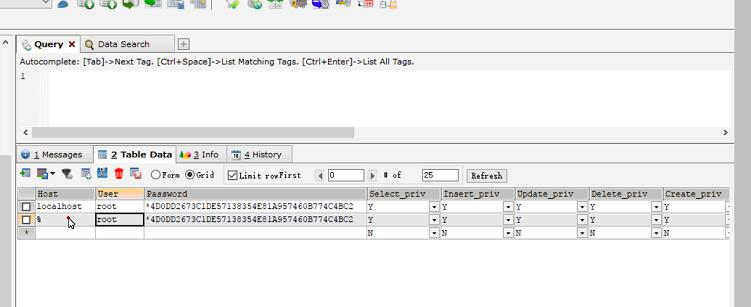 Query Data Search
Autocomplete: [Tab]->Next Tag. [Ctrl+Space]->List Matching Tags. [Ctrl+Enter]->List All Tags.
1
1 Messages 2 Table Data 3 Info 4 History
Form Grid Limit row First 0 # of 25 Refresh
Host User Password Select_priv Insert_priv Update_priv Delete_priv Create_priv
localhost root *4D0DD2673C1DE57138354E81A957460B774C4BC2 Y Y Y Y Y
% root *4D0DD2673C1DE57138354E81A957460B774C4BC2 Y Y Y Y Y
* N N N N N